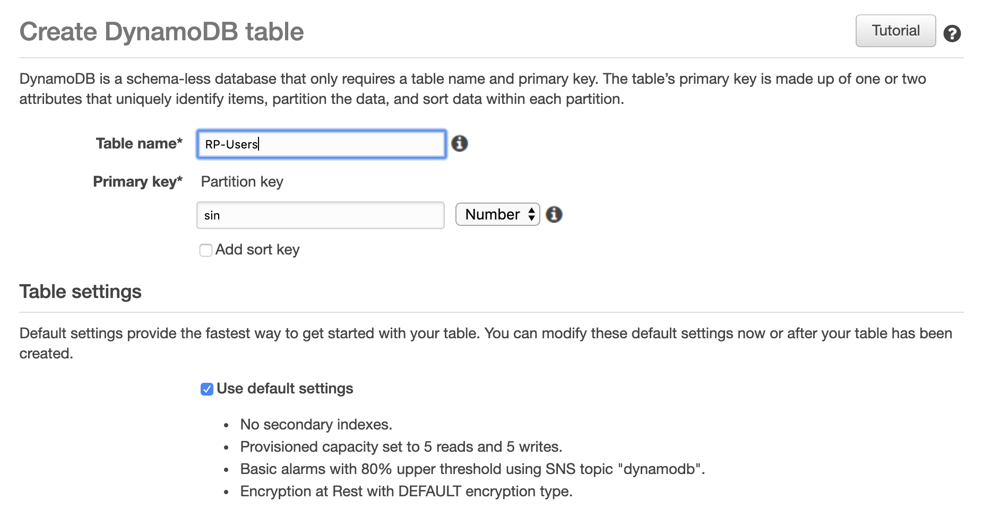 Create DynamoDB table
Tutorial
DynamoDB is a schema-less database that only requires a table name and primary key. The table’s primary key is made up of one or two
attributes that uniquely identify items, partition the data, and sort data within each partition.
Table name* RP-Users
Primary key* Partition key
sin Number
Add sort key
Table settings
Default settings provide the fastest way to get started with your table. You can modify these default settings now or after your table has been
created.
Use default settings
• No secondary indexes.
• Provisioned capacity set to 5 reads and 5 writes.
• Basic alarms with 80% upper threshold using SNS topic "dynamodb".
• Encryption at Rest with DEFAULT encryption type.